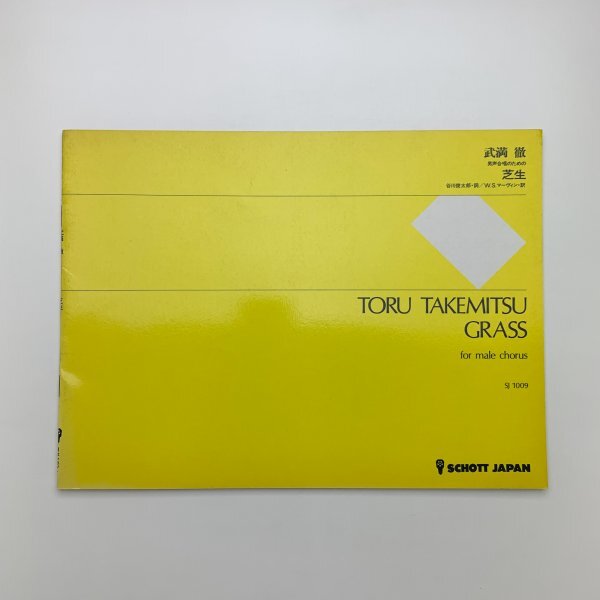 武満 徹
男声合唱のための
芝生
谷川俊太郎・詞／W.S.マーヴィン・訳
TORU TAKEMITSU
GRASS
for male chorus
SJ 1009
SCHOTT JAPAN